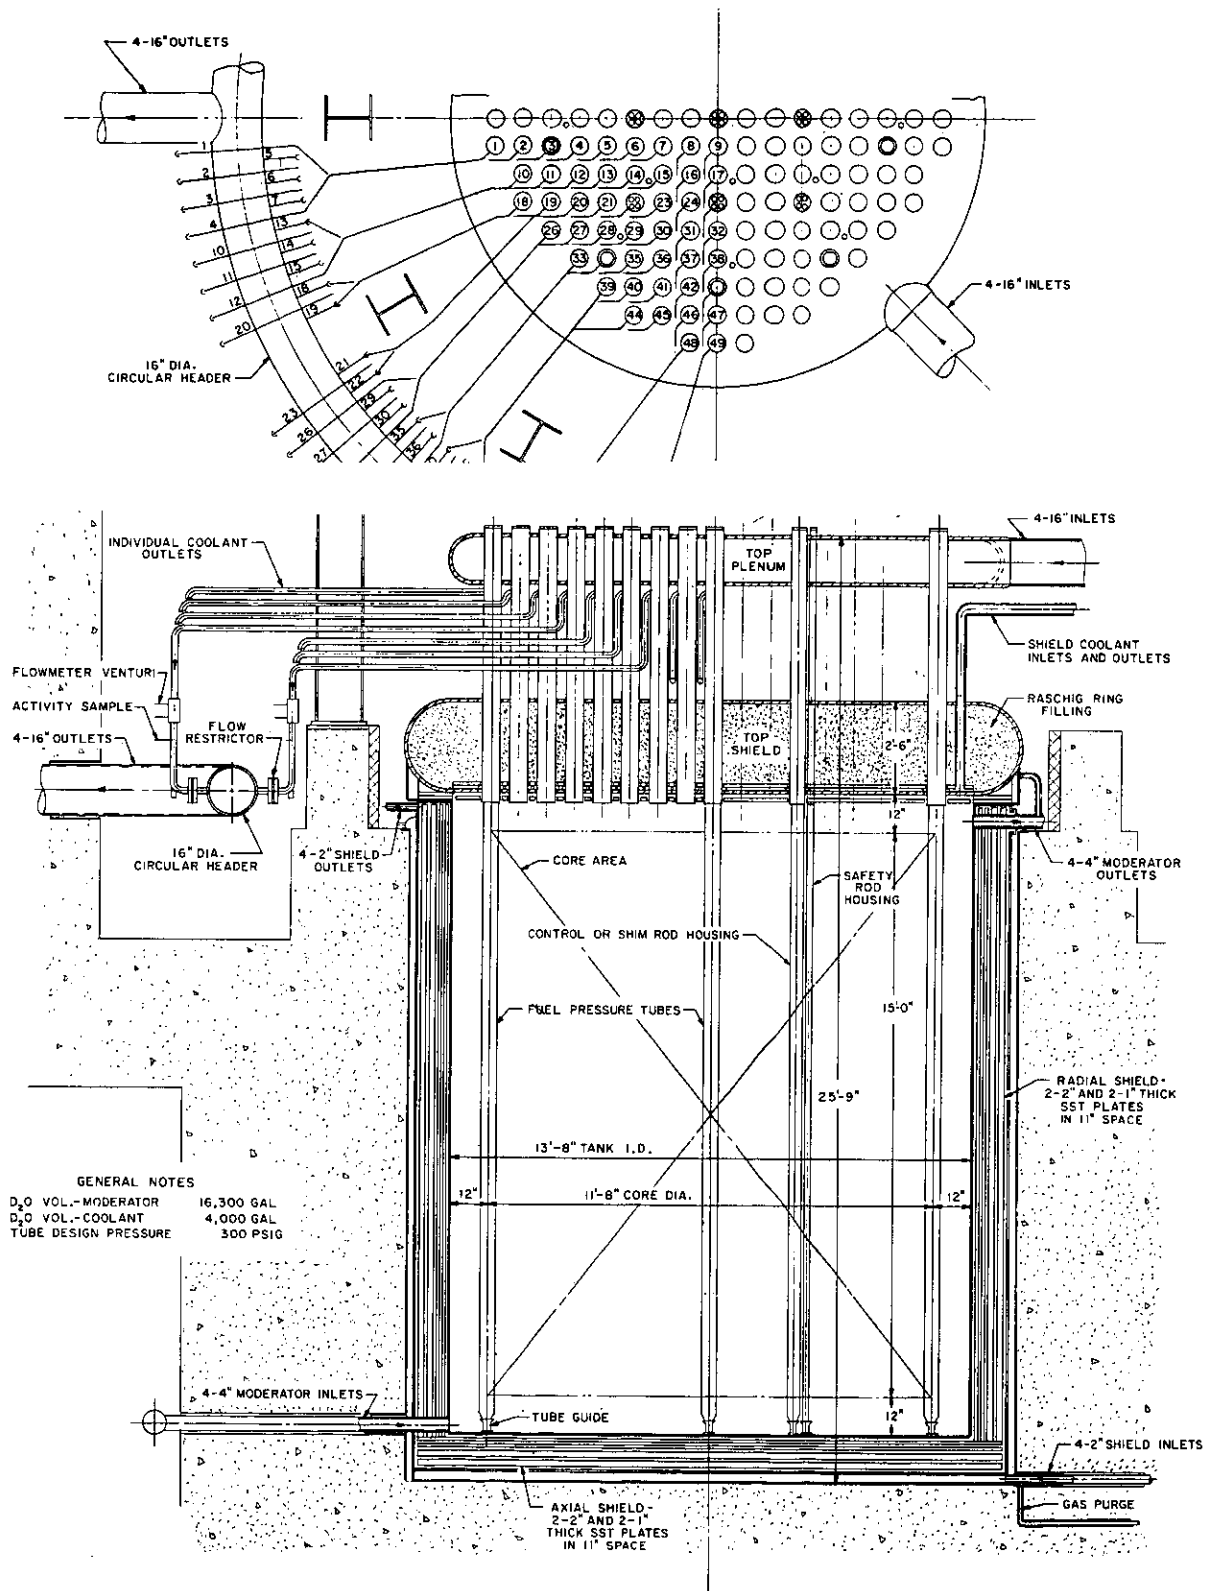 4-16" OUTLETS
1 2 3 4 5 6 7 8 9
10 11 12 13 14 15 16 17
18 19 20 21 23 24
26 27 28 29 30 31 32
33 35 36 37 38
39 40 41 42
44 45 46 47
48 49
1 5
2 6
3 7
4 13
10 14
11 15
12 18
20 19
21
22
23 29
26 30
27 35
36
16" DIA.
CIRCULAR HEADER
4-16" INLETS
4-16" INLETS
INDIVIDUAL COOLANT
OUTLETS
TOP
PLENUM
SHIELD COOLANT
INLETS AND OUTLETS
FLOWMETER VENTURI
ACTIVITY SAMPLE
4-16" OUTLETS
FLOW
RESTRICTOR
RASCHIG RING
FILLING
TOP
SHIELD
2'-6"
12"
16" DIA.
CIRCULAR HEADER
4-2" SHIELD
OUTLETS
CORE AREA
SAFETY
ROD
HOUSING
4-4" MODERATOR
OUTLETS
CONTROL OR SHIM ROD HOUSING
FUEL PRESSURE TUBES
15'-0"
25'-9"
RADIAL SHIELD-
2-2" AND 2-1" THICK
SST PLATES
IN 11" SPACE
13'-8" TANK I.D.
12" 11'-8" CORE DIA. 12"
GENERAL NOTES
D₂O VOL.-MODERATOR 16,300 GAL
D₂O VOL.-COOLANT 4,000 GAL
TUBE DESIGN PRESSURE 300 PSIG
4-4" MODERATOR INLETS
TUBE GUIDE
12"
4-2" SHIELD INLETS
GAS PURGE
AXIAL SHIELD-
2-2" AND 2-1"
THICK SST PLATES
IN 11" SPACE